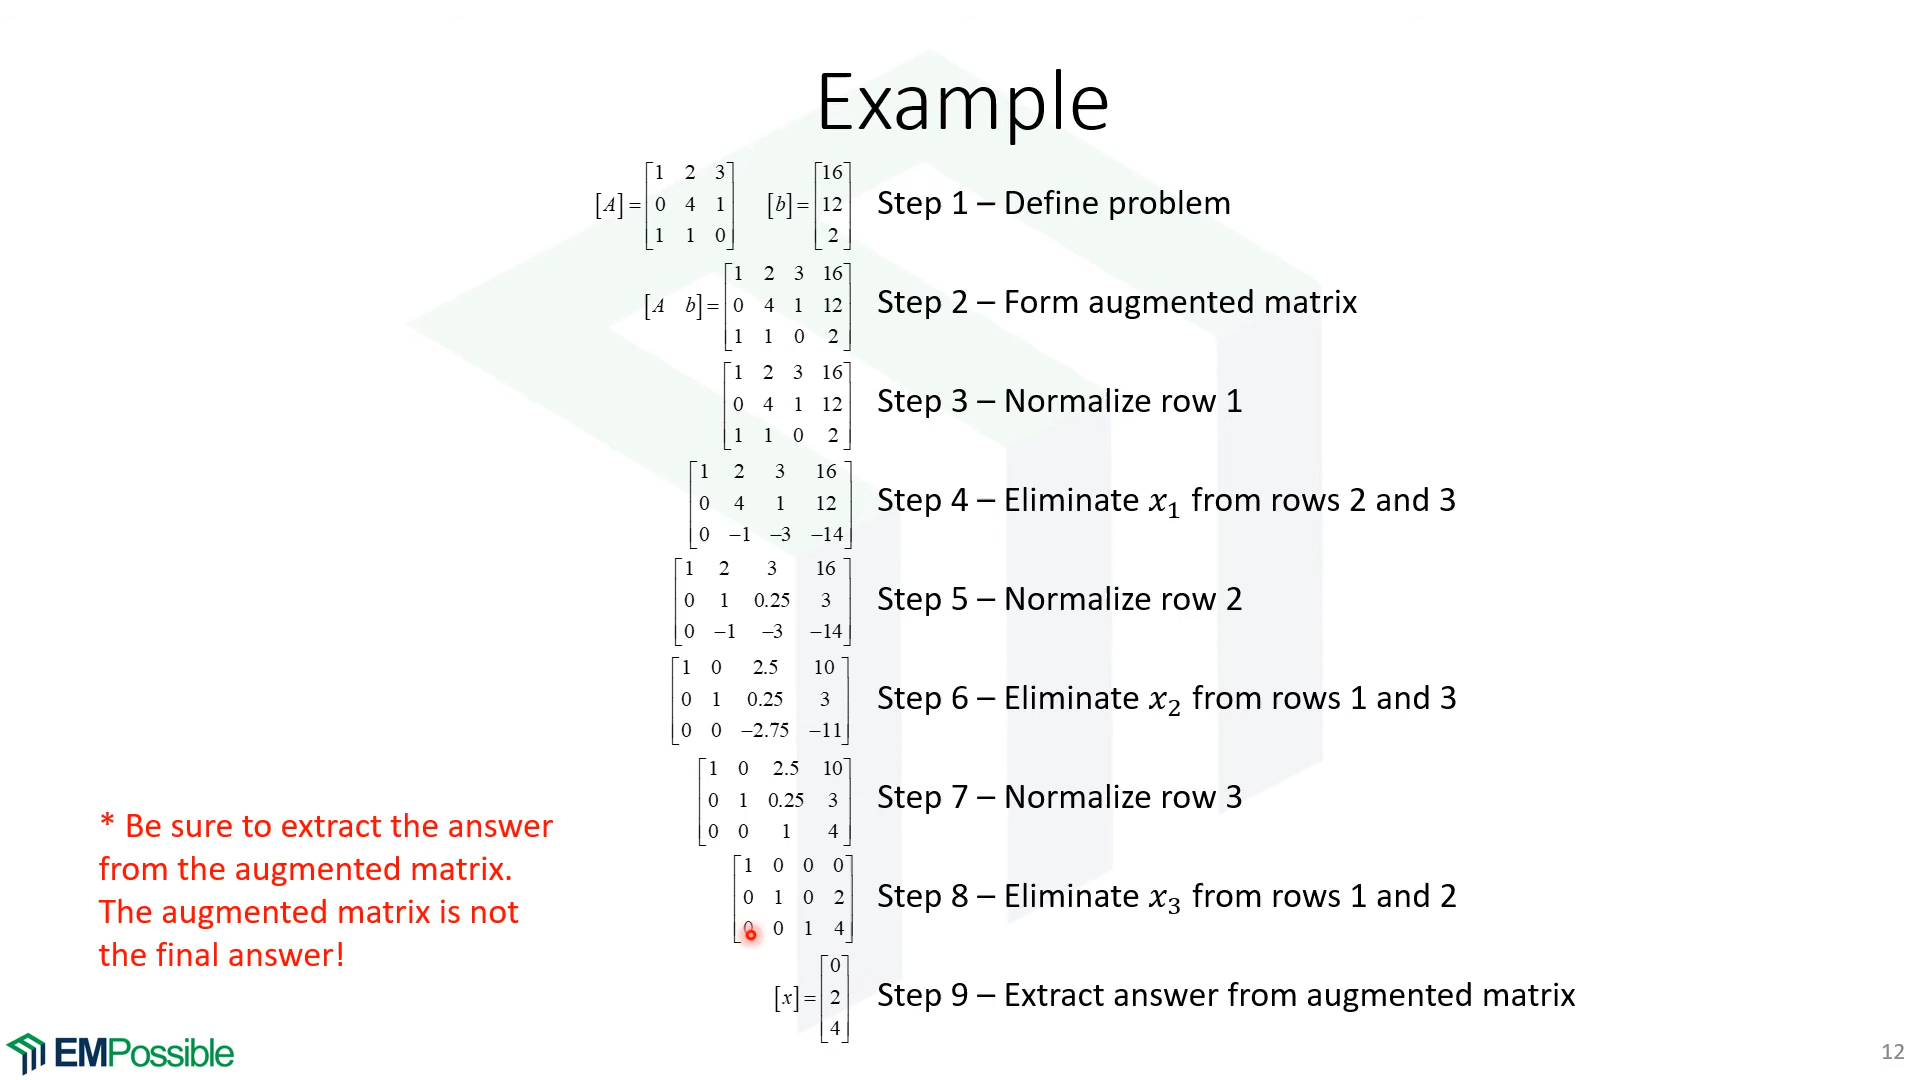 Example
[A] = [1 2 3; 0 4 1; 1 1 0] [b] = [16; 12; 2] Step 1 – Define problem
[A b] = [1 2 3 16; 0 4 1 12; 1 1 0 2] Step 2 – Form augmented matrix
[1 2 3 16; 0 4 1 12; 1 1 0 2] Step 3 – Normalize row 1
[1 2 3 16; 0 4 1 12; 0 −1 −3 −14] Step 4 – Eliminate x₁ from rows 2 and 3
[1 2 3 16; 0 1 0.25 3; 0 −1 −3 −14] Step 5 – Normalize row 2
[1 0 2.5 10; 0 1 0.25 3; 0 0 −2.75 −11] Step 6 – Eliminate x₂ from rows 1 and 3
[1 0 2.5 10; 0 1 0.25 3; 0 0 1 4] Step 7 – Normalize row 3
[1 0 0 0; 0 1 0 2; 0 0 1 4] Step 8 – Eliminate x₃ from rows 1 and 2
[x] = [0; 2; 4] Step 9 – Extract answer from augmented matrix
* Be sure to extract the answer
from the augmented matrix.
The augmented matrix is not
the final answer!
EMPossible
12